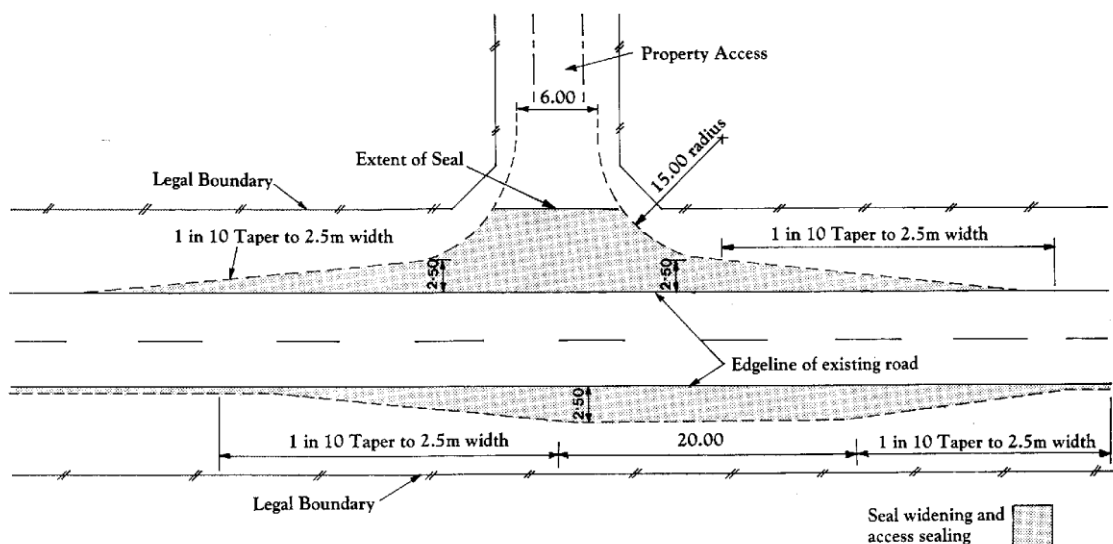 Property Access
6.00
15.00 radius
Extent of Seal
Legal Boundary
1 in 10 Taper to 2.5m width
1 in 10 Taper to 2.5m width
2·50
2·50
Edgeline of existing road
2·50
1 in 10 Taper to 2.5m width
20.00
1 in 10 Taper to 2.5m width
Legal Boundary
Seal widening and
access sealing